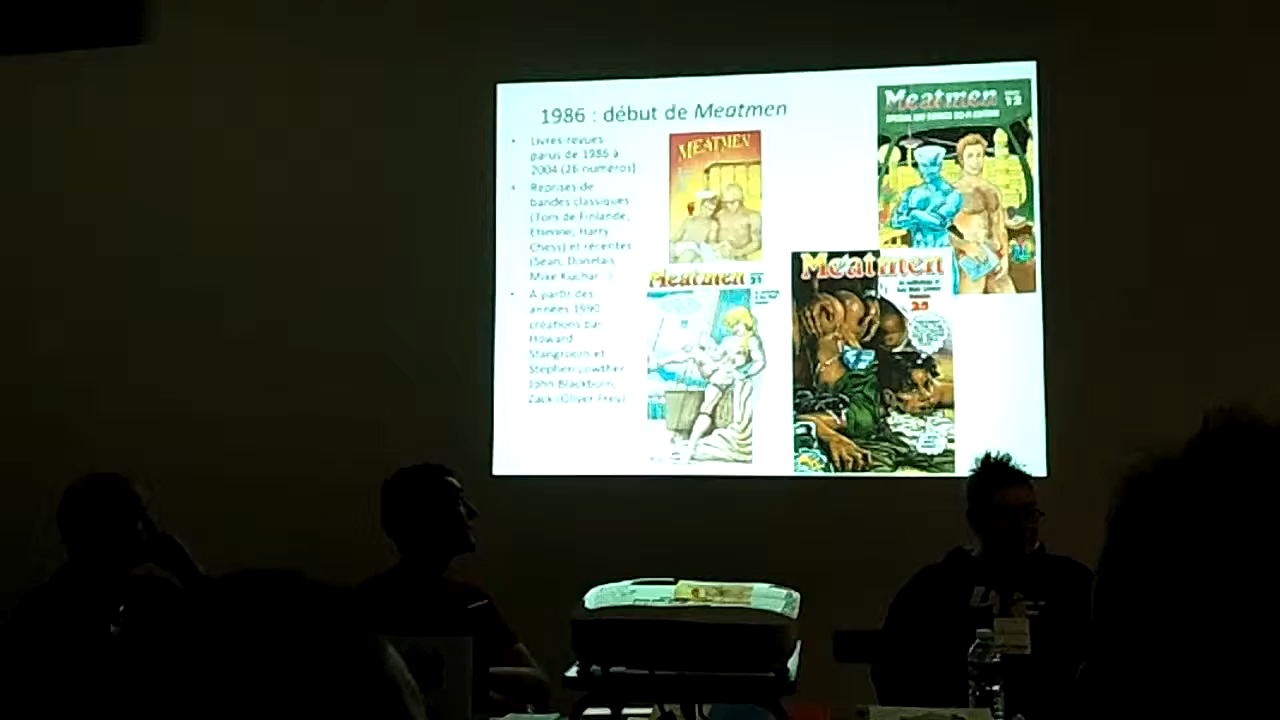 1986 : début de Meatmen
• Livres-revues
parus de 1986 à
2004 (26 numéros)
• Reprises de
bandes classiques
(Tom de Finlande,
Etienne, Harry
Chess) et récentes
(Sean, Donelan,
Mike Kuchar...)
• A partir des
années 1990,
créations par
Howard
Stangroom et
Stephen Lowther,
John Blackburn,
Zack (Oliver Frey)
MEATMEN
Meatmen
12
Meatmen
Meatmen